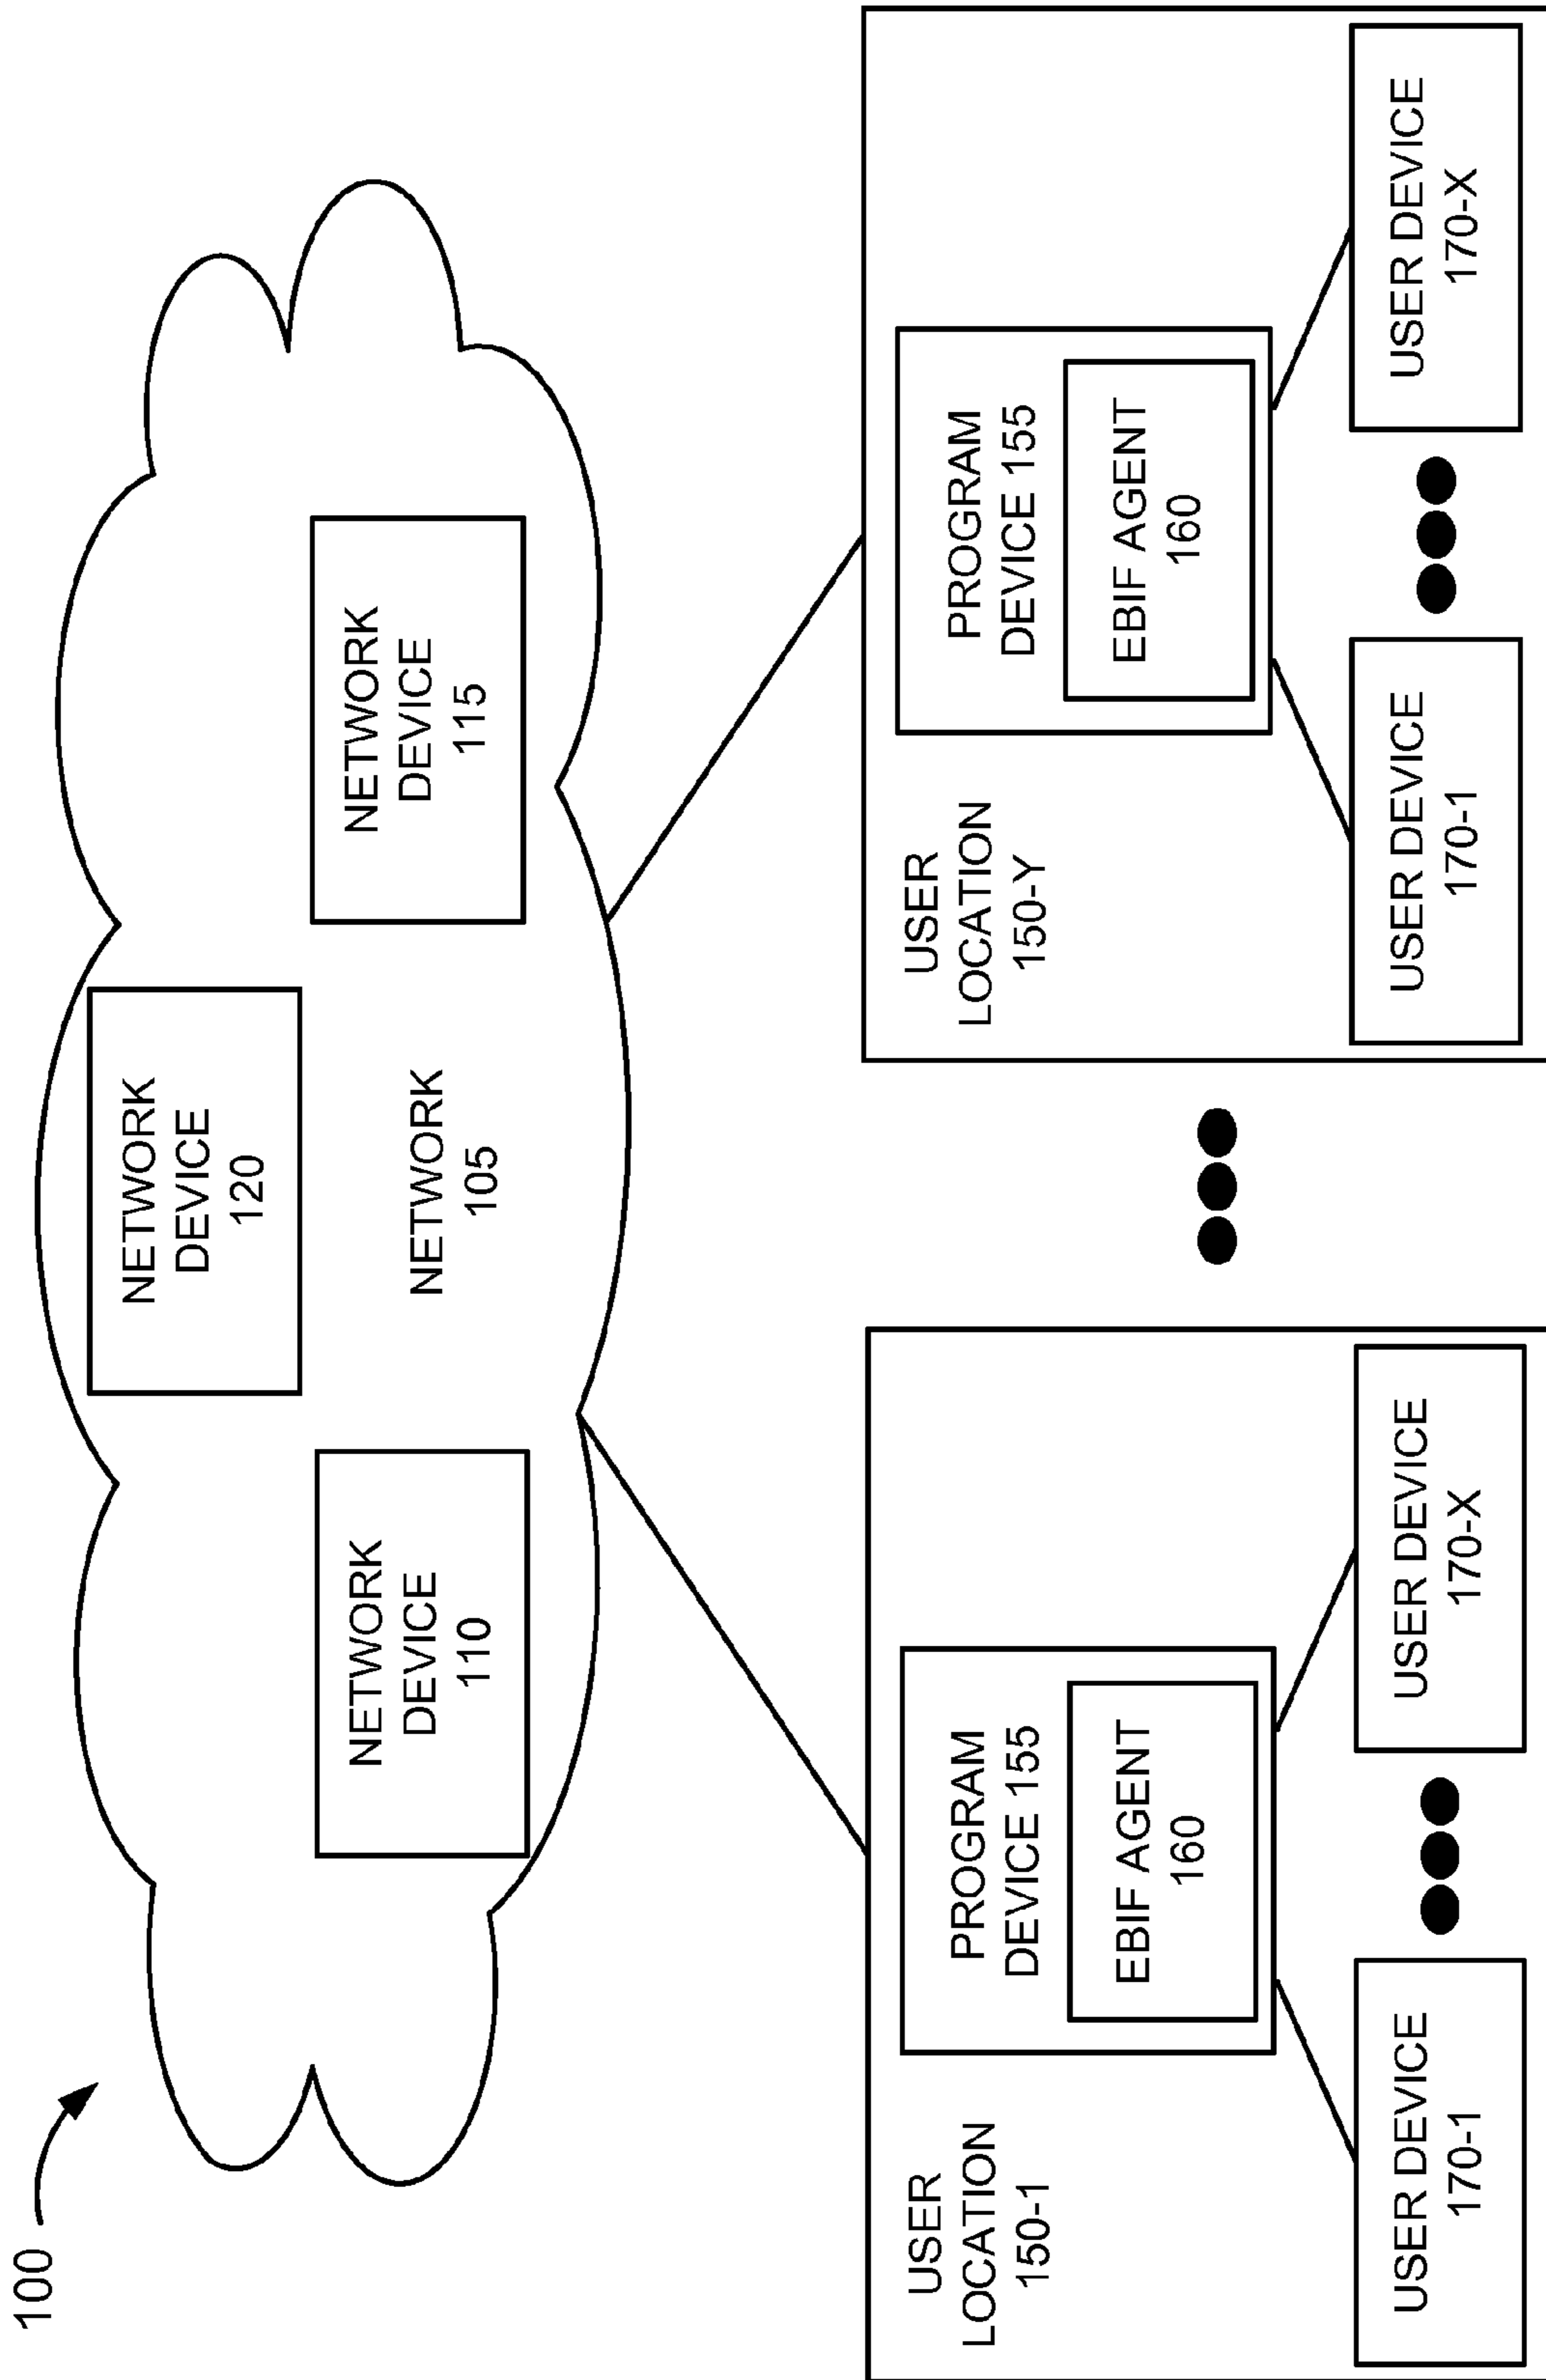 100
NETWORK
DEVICE
120
NETWORK
DEVICE
110
NETWORK
105
NETWORK
DEVICE
115
USER
LOCATION
150-1
PROGRAM
DEVICE 155
EBIF AGENT
160
USER DEVICE
170-1
USER DEVICE
170-X
USER
LOCATION
150-Y
PROGRAM
DEVICE 155
EBIF AGENT
160
USER DEVICE
170-1
USER DEVICE
170-X